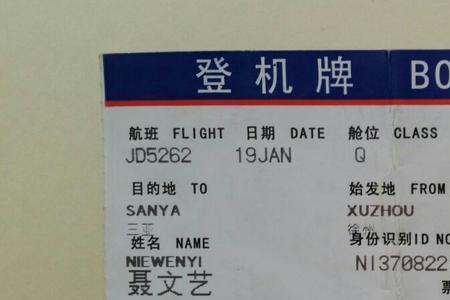 登机牌 BO
航班 FLIGHT 日期 DATE 舱位 CLASS
JD5262 19JAN Q
目的地 TO 始发地 FROM
SANYA XUZHOU
三亚 徐州
姓名 NAME 身份识别ID NO
NIEWENYI NI370822
聂文艺 票